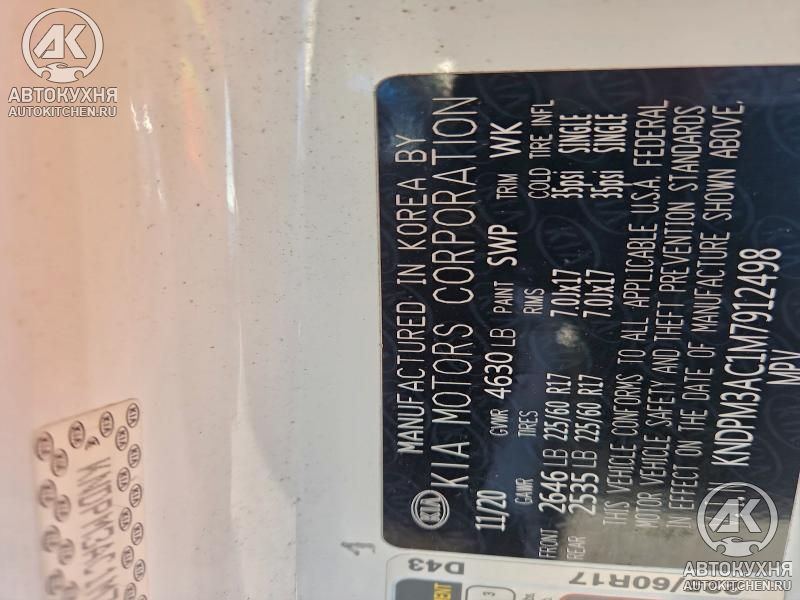 АВТОКУХНЯ
AUTOKITCHEN.RU
MANUFACTURED IN KOREA BY
KIA KIA MOTORS CORPORATION
11/20 GVWR 4630 LB PAINT SWP TRIM WK
GAWR TIRES RIMS COLD TIRE INFL
FRONT 2646 LB 225/60 R17 7.0Jx17 35psi SINGLE
REAR 2535 LB 225/60 R17 7.0Jx17 35psi SINGLE
THIS VEHICLE CONFORMS TO ALL APPLICABLE U.S.A. FEDERAL
MOTOR VEHICLE SAFETY AND THEFT PREVENTION STANDARDS
IN EFFECT ON THE DATE OF MANUFACTURE SHOWN ABOVE.
KNDPM3AC1M7912498
MPV
D43
/60R17
АВТОКУХНЯ
AUTOKITCHEN.RU